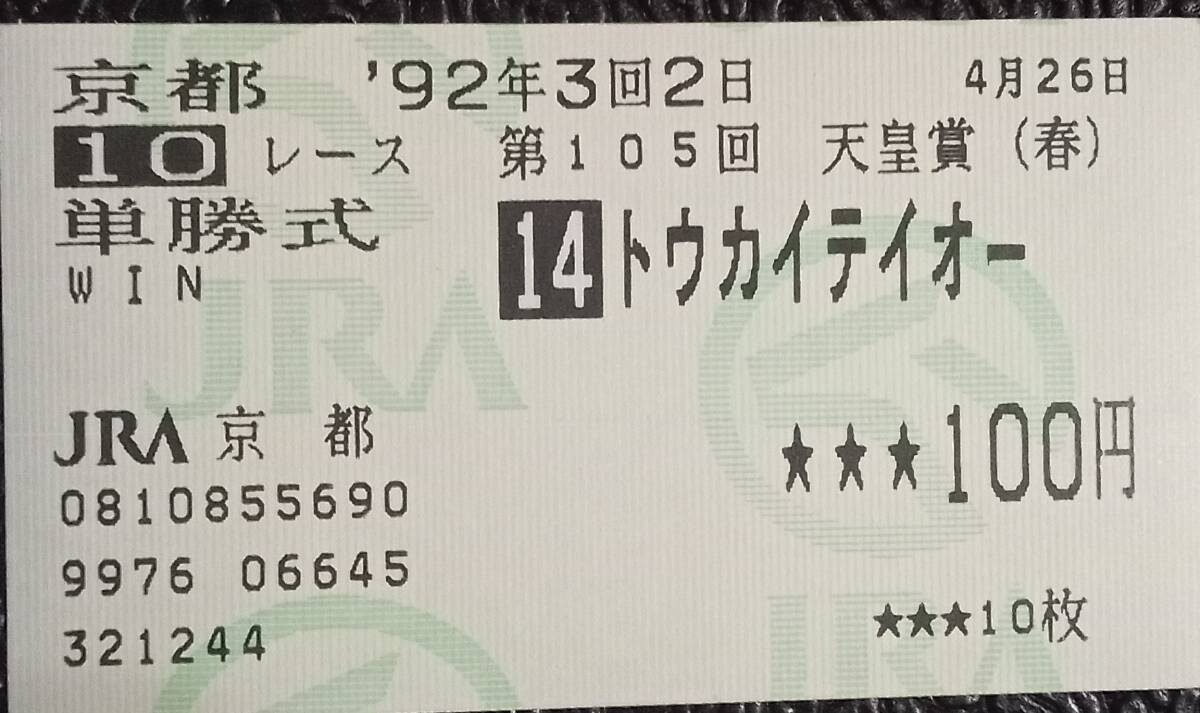 京都 '92年3回2日 4月26日
10 レース 第105回 天皇賞(春)
単勝式 14 トウカイテイオー
WIN
JRA 京都 ★★★100円
0810855690
9976 06645
★★★10枚
321244
JRA
JRA